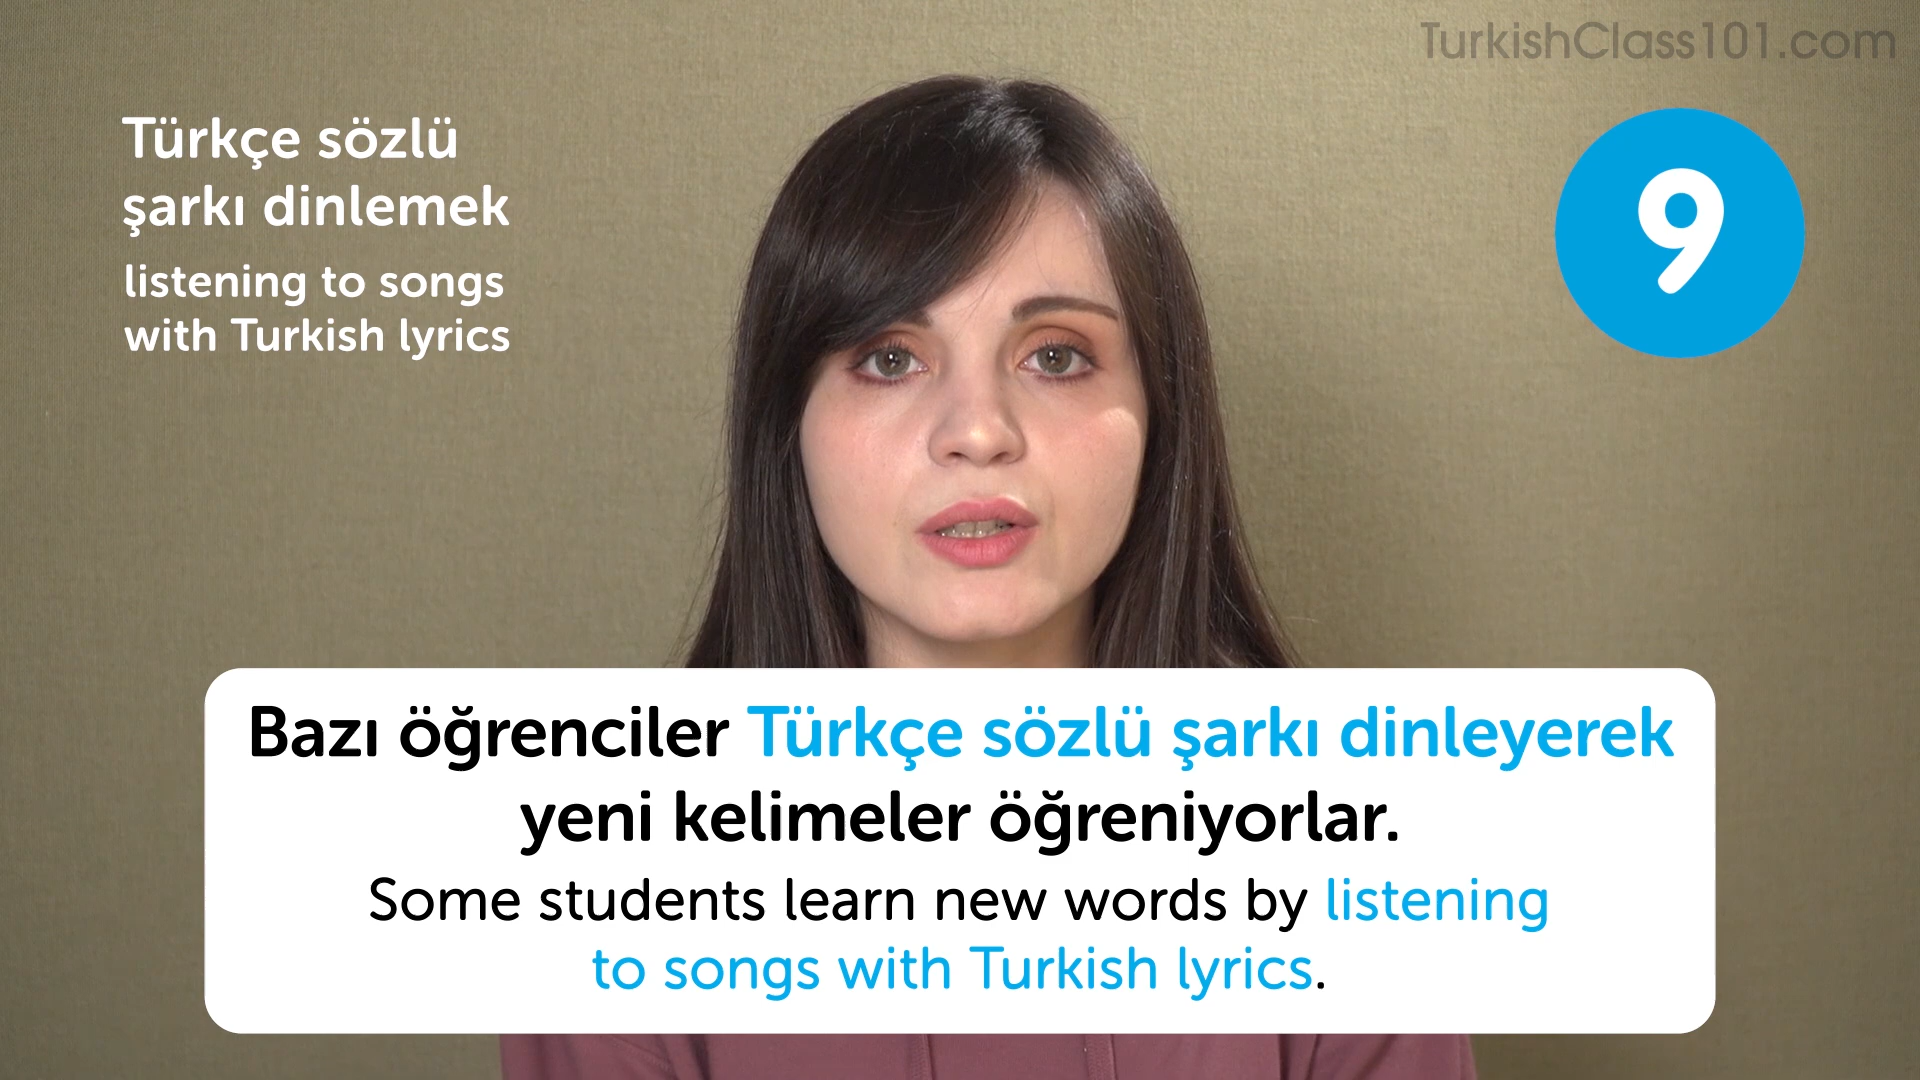 TurkishClass101.com
Türkçe sözlü
şarkı dinlemek
listening to songs
with Turkish lyrics
9
Bazı öğrenciler Türkçe sözlü şarkı dinleyerek
yeni kelimeler öğreniyorlar.
Some students learn new words by listening
to songs with Turkish lyrics.